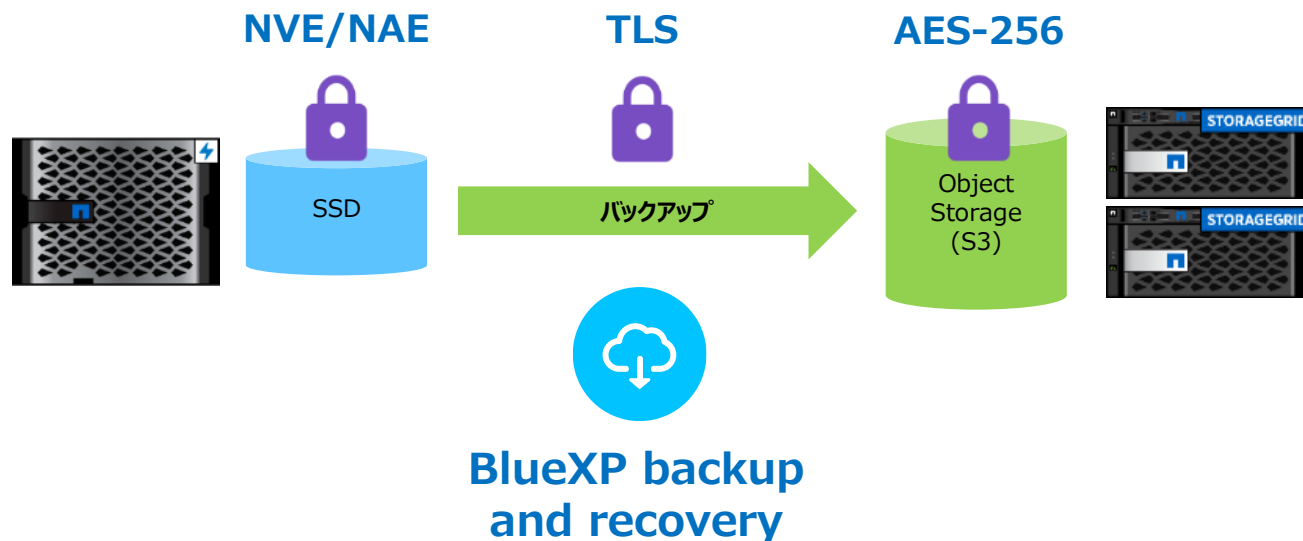 NVE/NAE
TLS
AES-256
SSD
バックアップ
Object
Storage
(S3)
STORAGEGRID
STORAGEGRID
BlueXP backup
and recovery